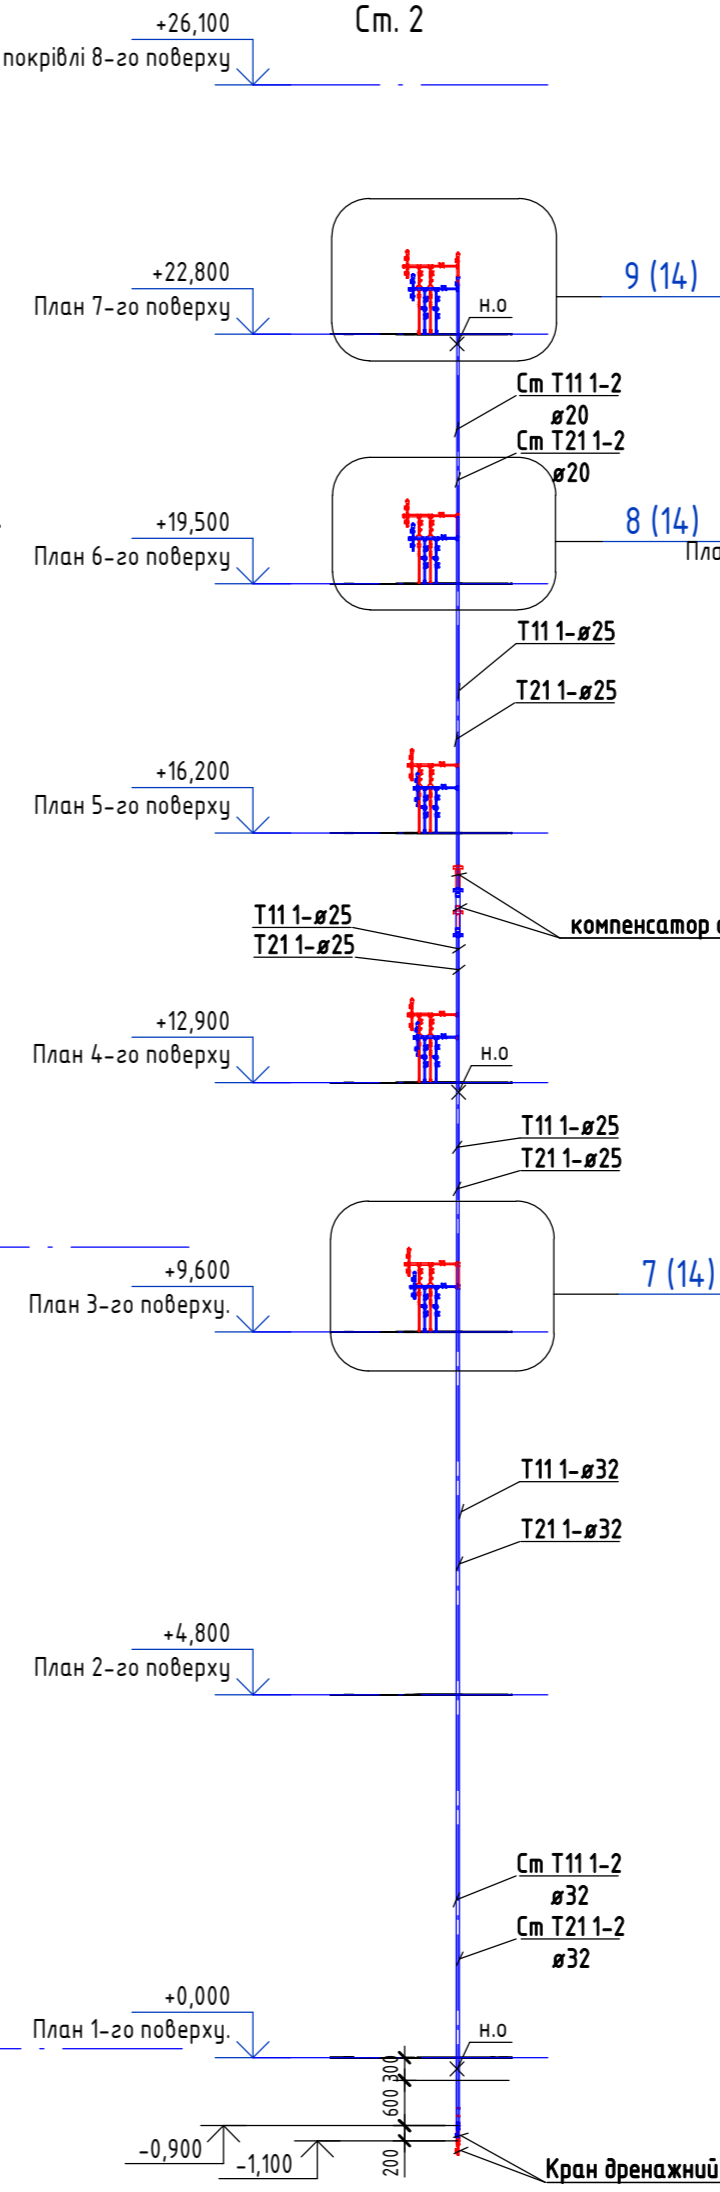 Ст. 2
+26,100
покрівлі 8-го поверху
+22,800
План 7-го поверху
9 (14)
н.о
Ст Т11 1-2
ø20
Ст Т21 1-2
ø20
+19,500
План 6-го поверху
8 (14)
Т11 1-ø25
Т21 1-ø25
+16,200
План 5-го поверху
Т11 1-ø25
Т21 1-ø25
компенсатор
+12,900
План 4-го поверху
н.о
Т11 1-ø25
Т21 1-ø25
+9,600
План 3-го поверху.
7 (14)
Т11 1-ø32
Т21 1-ø32
+4,800
План 2-го поверху
Ст Т11 1-2
ø32
Ст Т21 1-2
ø32
+0,000
План 1-го поверху.
н.о
300
600
200
-0,900
-1,100
Кран дренажний